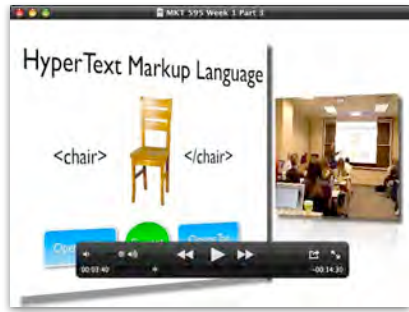 MKT 595 Week 1 Part 3
HyperText Markup Language
<chair> </chair>
00:03:40 -00:14:30